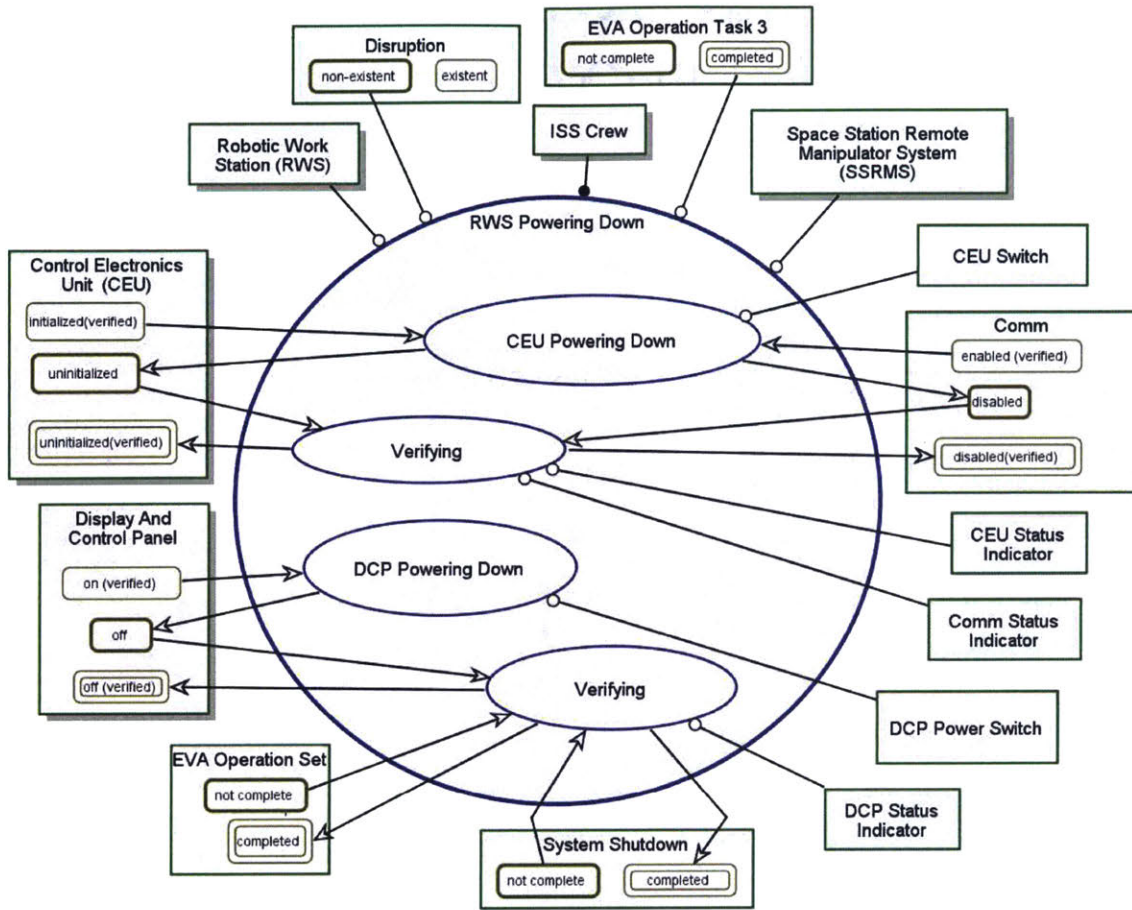 Disruption
non-existent
existent
EVA Operation Task 3
not complete
completed
Robotic Work
Station (RWS)
ISS Crew
Space Station Remote
Manipulator System
(SSRMS)
RWS Powering Down
CEU Switch
Control Electronics
Unit (CEU)
initialized(verified)
uninitialized
uninitialized(verified)
CEU Powering Down
Comm
enabled (verified)
disabled
disabled(verified)
Verifying
Display And
Control Panel
on (verified)
off
off (verified)
DCP Powering Down
CEU Status
Indicator
Comm Status
Indicator
Verifying
DCP Power Switch
EVA Operation Set
not complete
completed
DCP Status
Indicator
System Shutdown
not complete
completed